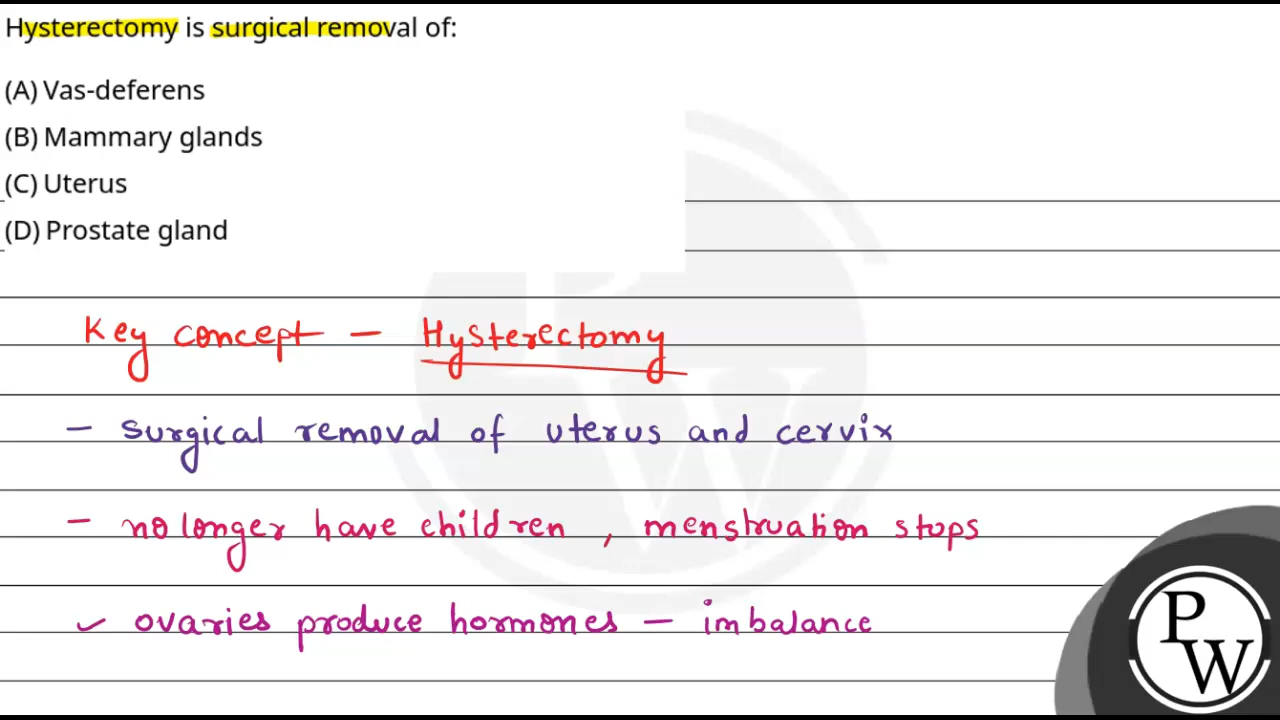 Hysterectomy is surgical removal of:
(A) Vas-deferens
(B) Mammary glands
(C) Uterus
(D) Prostate gland
Key concept - Hysterectomy
- surgical removal of uterus and cervix
- no longer have children , menstruation stops
ovaries produce hormones - imbalance
PW